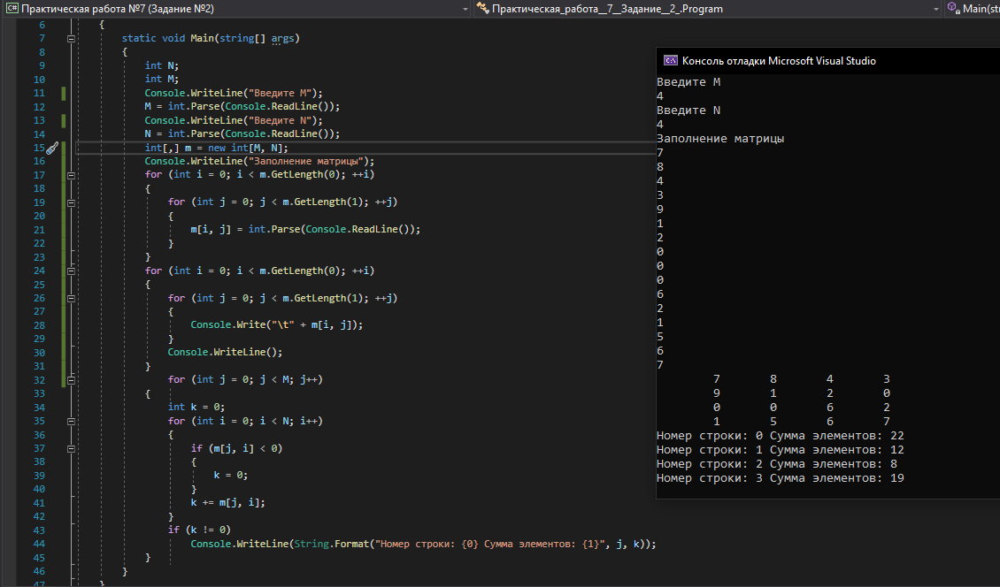 C# Практическая работа №7 (Задание №2)
Практическая_работа__7__Задание__2_.Program
Main(str
6 {
7 static void Main(string[] args)
8 {
9 int N;
10 int M;
11 Console.WriteLine("Введите M");
12 M = int.Parse(Console.ReadLine());
13 Console.WriteLine("Введите N");
14 N = int.Parse(Console.ReadLine());
15 int[,] m = new int[M, N];
16 Console.WriteLine("Заполнение матрицы");
17 for (int i = 0; i < m.GetLength(0); ++i)
18 {
19 for (int j = 0; j < m.GetLength(1); ++j)
20 {
21 m[i, j] = int.Parse(Console.ReadLine());
22 }
23 }
24 for (int i = 0; i < m.GetLength(0); ++i)
25 {
26 for (int j = 0; j < m.GetLength(1); ++j)
27 {
28 Console.Write("\t" + m[i, j]);
29 }
30 Console.WriteLine();
31 }
32 for (int j = 0; j < M; j++)
33 {
34 int k = 0;
35 for (int i = 0; i < N; i++)
36 {
37 if (m[j, i] < 0)
38 {
39 k = 0;
40 }
41 k += m[j, i];
42 }
43 if (k != 0)
44 Console.WriteLine(String.Format("Номер строки: {0} Сумма элементов: {1}", j, k));
45 }
46 }
47 }
Консоль отладки Microsoft Visual Studio
Введите M
4
Введите N
4
Заполнение матрицы
7
8
4
3
9
1
2
0
0
0
6
2
1
5
6
7
7 8 4 3
9 1 2 0
0 0 6 2
1 5 6 7
Номер строки: 0 Сумма элементов: 22
Номер строки: 1 Сумма элементов: 12
Номер строки: 2 Сумма элементов: 8
Номер строки: 3 Сумма элементов: 19